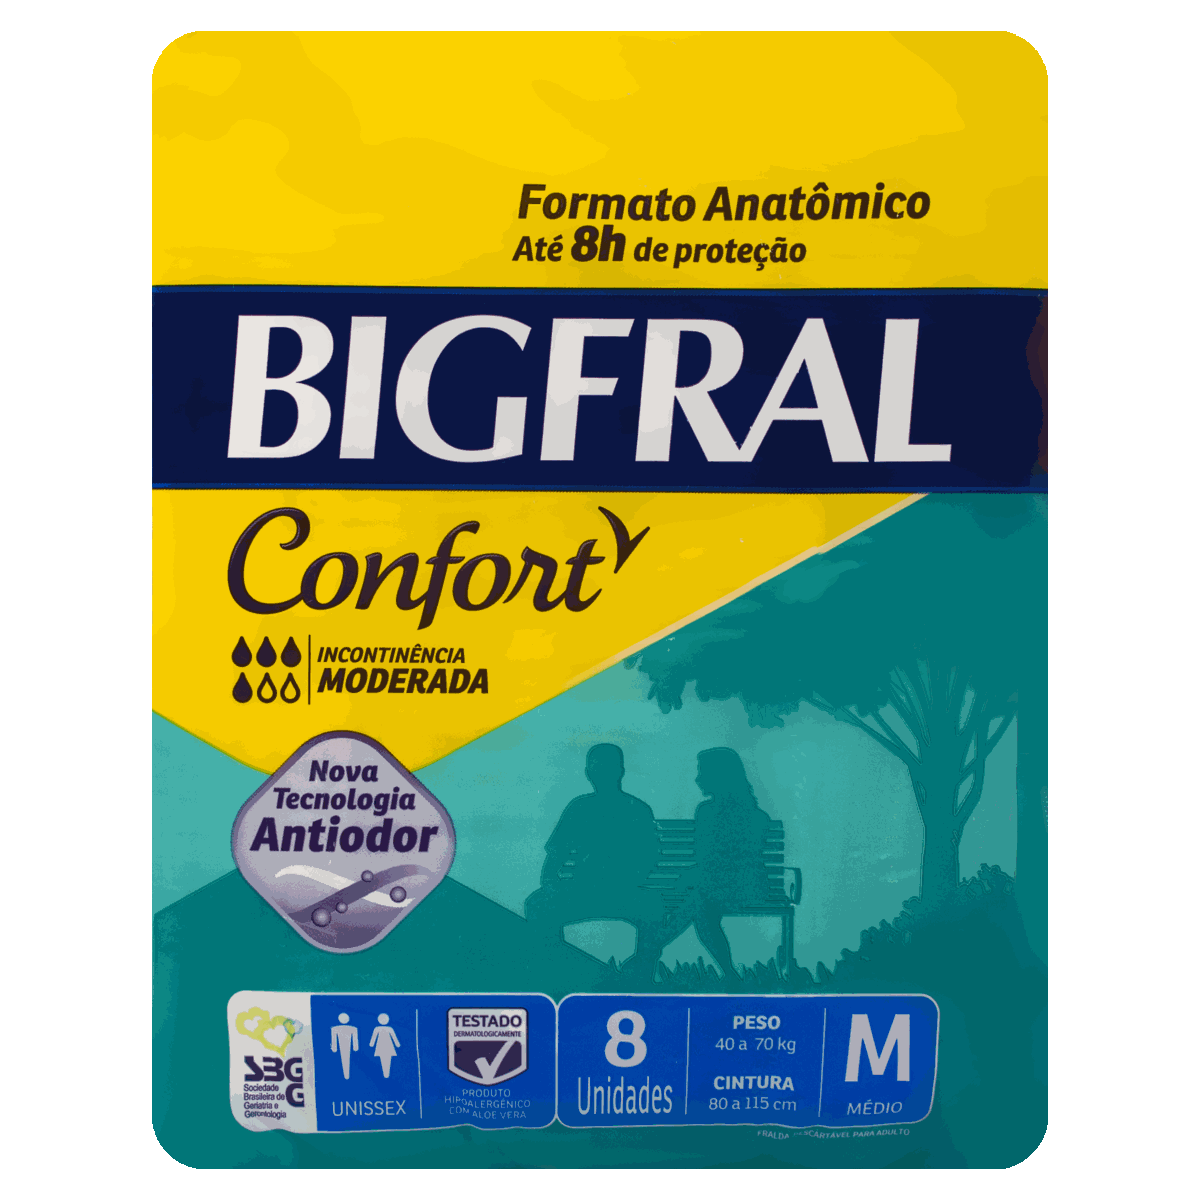 Formato Anatômico
Até 8h de proteção
BIGFRAL
Confort
INCONTINÊNCIA
MODERADA
Nova
Tecnologia
Antiodor
SBGG
Sociedade
Brasileira de
Geriatria e
Gerontologia
UNISSEX
TESTADO
DERMATOLOGICAMENTE
PRODUTO
HIPOALERGÊNICO
COM ALOE VERA
8
Unidades
PESO
40 a 70 kg
CINTURA
80 a 115 cm
M
MÉDIO
FRALDA DESCARTÁVEL PARA ADULTO